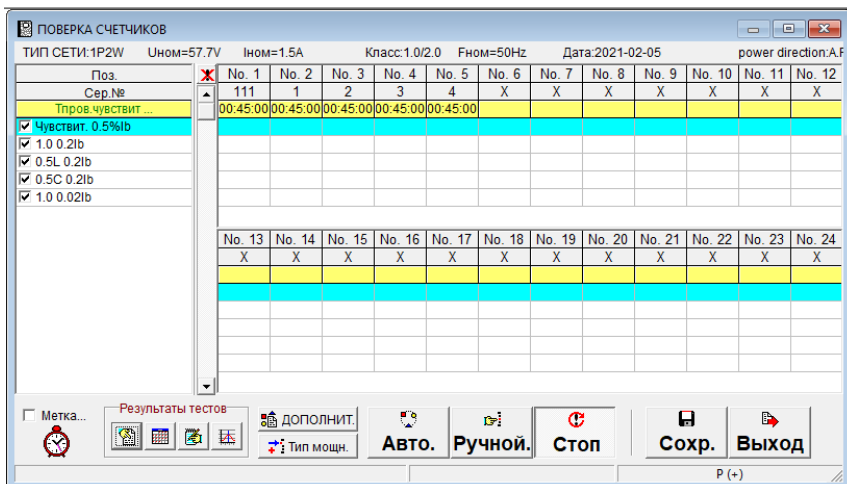 ПОВЕРКА СЧЕТЧИКОВ
ТИП СЕТИ:1P2W Uном=57.7V Iном=1.5A Класс:1.0/2.0 Fном=50Hz Дата:2021-02-05 power direction:A.F
Поз. No. 1 No. 2 No. 3 No. 4 No. 5 No. 6 No. 7 No. 8 No. 9 No. 10 No. 11 No. 12
Сер.№ 111 1 2 3 4 X X X X X X X
Тпров.чувствит ... 00:45:00 00:45:00 00:45:00 00:45:00 00:45:00
Чувствит. 0.5%Ib
1.0 0.2Ib
0.5L 0.2Ib
0.5C 0.2Ib
1.0 0.02Ib
No. 13 No. 14 No. 15 No. 16 No. 17 No. 18 No. 19 No. 20 No. 21 No. 22 No. 23 No. 24
X X X X X X X X X X X X
Метка... Результаты тестов
ДОПОЛНИТ.
Тип мощн.
Авто. Ручной. Стоп Сохр. Выход
P (+)